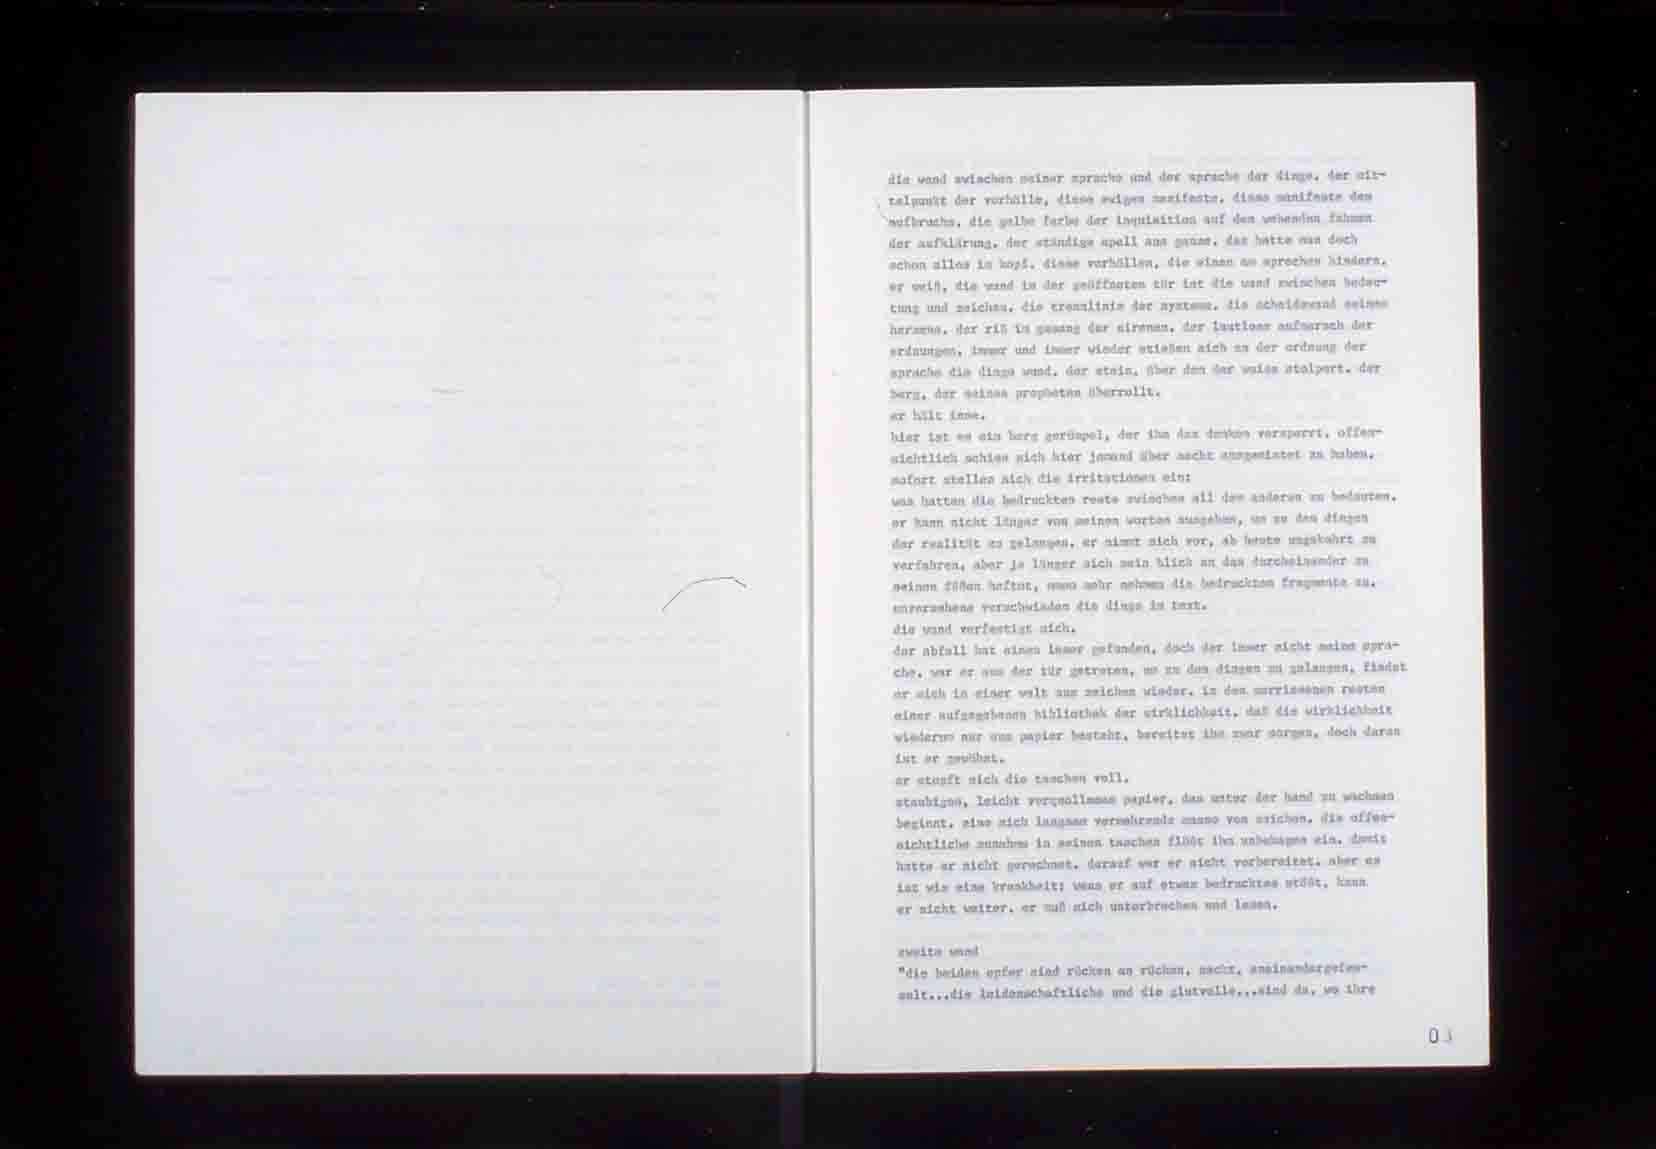 die wand zwischen seiner sprache und der sprache der dinge. der mit-
telpunkt der vorhölle, diese ewigen manifeste, diese manifeste des
aufbruchs, die gelbe farbe der inquisition auf den wehenden fahnen
der aufklärung, der ständige apell ans ganze. das hatte man doch
schon alles im kopf. diese vorhöllen, die einen am sprechen hindern.
er weiß, die wand in der geöffneten tür ist die wand zwischen bedeu-
tung und zeichen, die trennlinie der systeme, die scheidewand seines
herzens, der riß im gesang der sirenen, der lautlose aufmarsch der
ordnungen. immer und immer wieder stießen sich an der ordnung der
sprache die dinge wund. der stein, über den der weise stolpert. der
berg, der seinen propheten überrollt.
er hält inne.
hier ist es ein berg gerümpel, der ihm das denken versperrt. offen-
sichtlich schien sich hier jemand über nacht ausgemistet zu haben.
sofort stellen sich die irritationen ein:
was hatten die bedruckten reste zwischen all dem anderen zu bedeuten.
er kann nicht länger von seinen worten ausgehen, um zu den dingen
der realität zu gelangen. er nimmt sich vor, ab heute umgekehrt zu
verfahren. aber je länger sich sein blick an das durcheinander zu
seinen füßen heftet, umso mehr nehmen die bedruckten fragmente zu.
unversehens verschwinden die dinge im text.
die wand verfestigt sich.
der abfall hat einen leser gefunden, doch der leser nicht seine spra-
che. war er aus der tür getreten, um zu den dingen zu gelangen, findet
er sich in einer welt aus zeichen wieder. in den zerrissenen resten
einer aufgegebenen bibliothek der wirklichkeit. daß die wirklichkeit
wiederum nur aus papier besteht, bereitet ihm zwar sorgen, doch daran
ist er gewöhnt.
er stopft sich die taschen voll.
staubiges, leicht verquollenes papier, das unter der hand zu wachsen
beginnt. eine sich langsam vermehrende masse von zeichen. die offen-
sichtliche zunahme in seinen taschen flößt ihm unbehagen ein. damit
hatte er nicht gerechnet. darauf war er nicht vorbereitet. aber es
ist wie eine krankheit: wenn er auf etwas bedrucktes stößt, kann
er nicht weiter. er muß sich unterbrechen und lesen.
zweite wand
"die beiden opfer sind rücken an rücken, nackt, aneinandergefes-
selt...die leidenschaftliche und die glutvolle...sind da, wo ihre